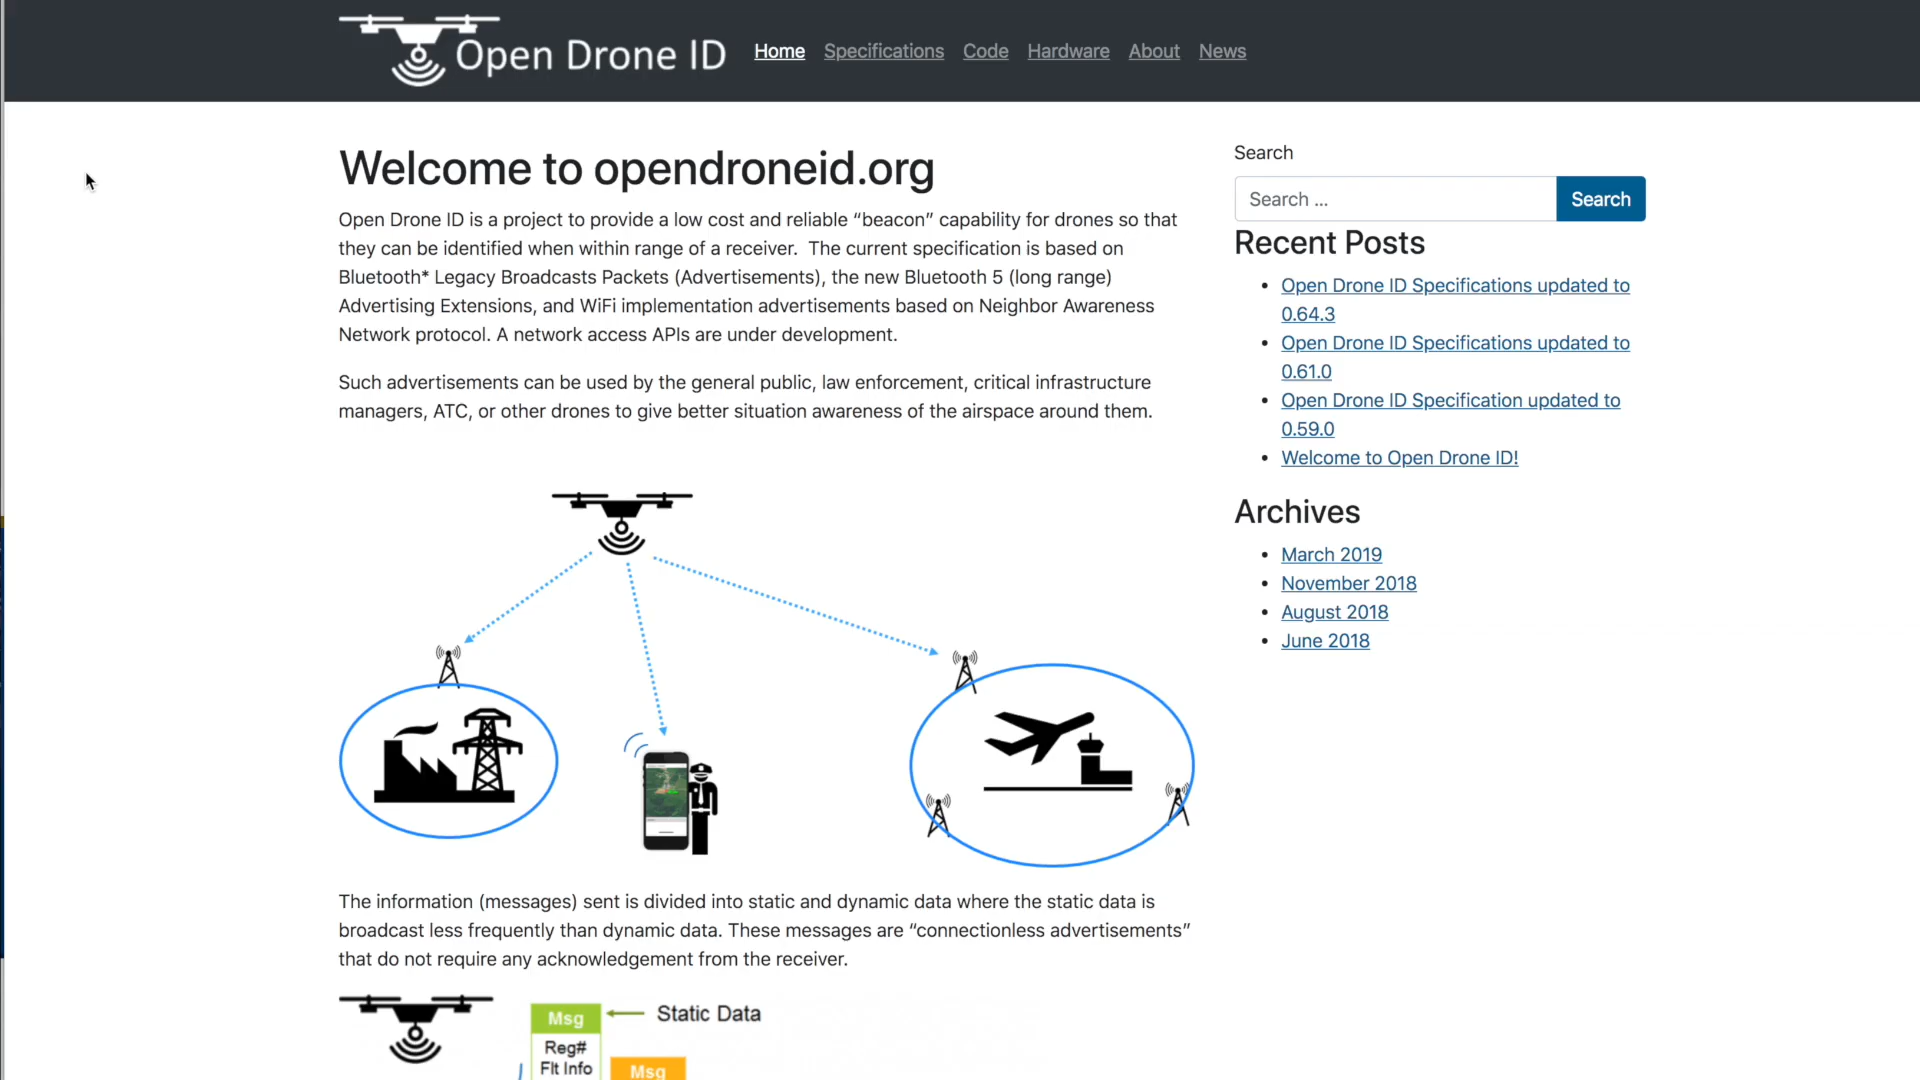 Open Drone ID
Home Specifications Code Hardware About News
Welcome to opendroneid.org
Open Drone ID is a project to provide a low cost and reliable “beacon” capability for drones so that
they can be identified when within range of a receiver.  The current specification is based on
Bluetooth* Legacy Broadcasts Packets (Advertisements), the new Bluetooth 5 (long range)
Advertising Extensions, and WiFi implementation advertisements based on Neighbor Awareness
Network protocol. A network access APIs are under development.
Such advertisements can be used by the general public, law enforcement, critical infrastructure
managers, ATC, or other drones to give better situation awareness of the airspace around them.
The information (messages) sent is divided into static and dynamic data where the static data is
broadcast less frequently than dynamic data. These messages are “connectionless advertisements”
that do not require any acknowledgement from the receiver.
Msg
Static Data
Reg#
Flt Info
Msg
Search
Search ...
Search
Recent Posts
Open Drone ID Specifications updated to
0.64.3
Open Drone ID Specifications updated to
0.61.0
Open Drone ID Specification updated to
0.59.0
Welcome to Open Drone ID!
Archives
March 2019
November 2018
August 2018
June 2018